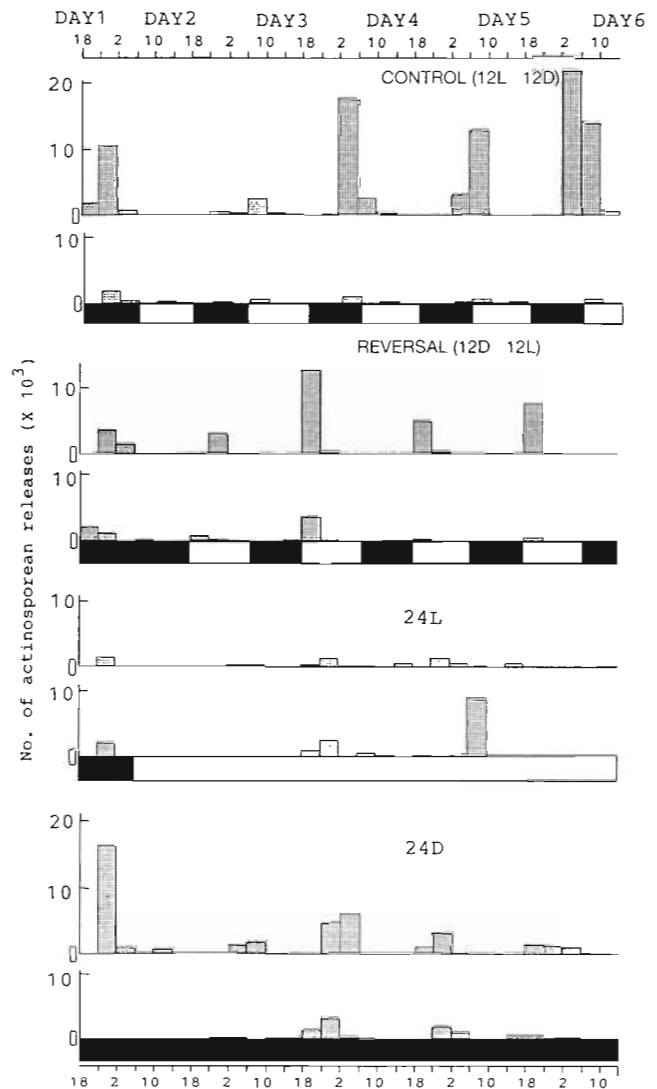 DAY1 DAY2 DAY3 DAY4 DAY5 DAY6
18 2 10 18 2 10 18 2 10 18 2 10 18 2 10
CONTROL (12L 12D)
20
10
0
10
0
REVERSAL (12D 12L)
10
0
10
0
24L
10
0
10
0
24D
20
10
0
10
0
No. of actinosporean releases (X 10³)
18 2 10 18 2 10 18 2 10 18 2 10 18 2 10